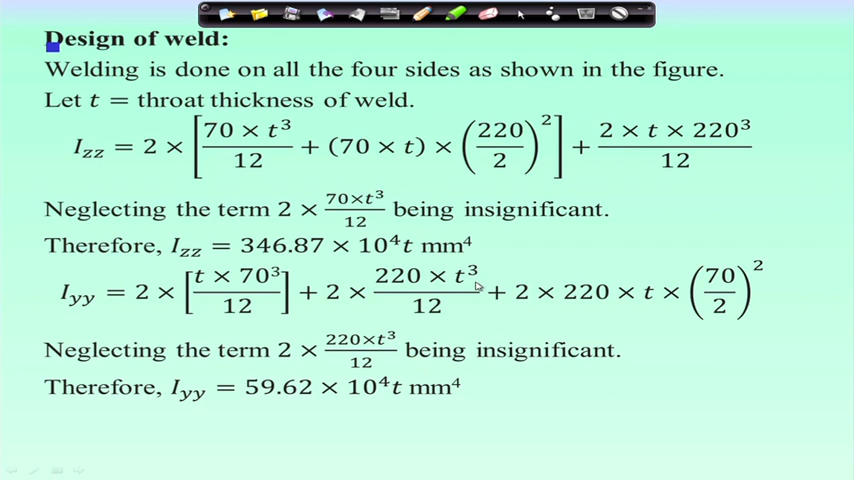 Design of weld:
Welding is done on all the four sides as shown in the figure.
Let t = throat thickness of weld.
I_zz = 2 × [70 × t³ / 12 + (70 × t) × (220 / 2)²] + 2 × t × 220³ / 12
Neglecting the term 2 × 70×t³ / 12 being insignificant.
Therefore, I_zz = 346.87 × 10⁴t mm⁴
I_yy = 2 × [t × 70³ / 12] + 2 × 220 × t³ / 12 + 2 × 220 × t × (70 / 2)²
Neglecting the term 2 × 220×t³ / 12 being insignificant.
Therefore, I_yy = 59.62 × 10⁴t mm⁴